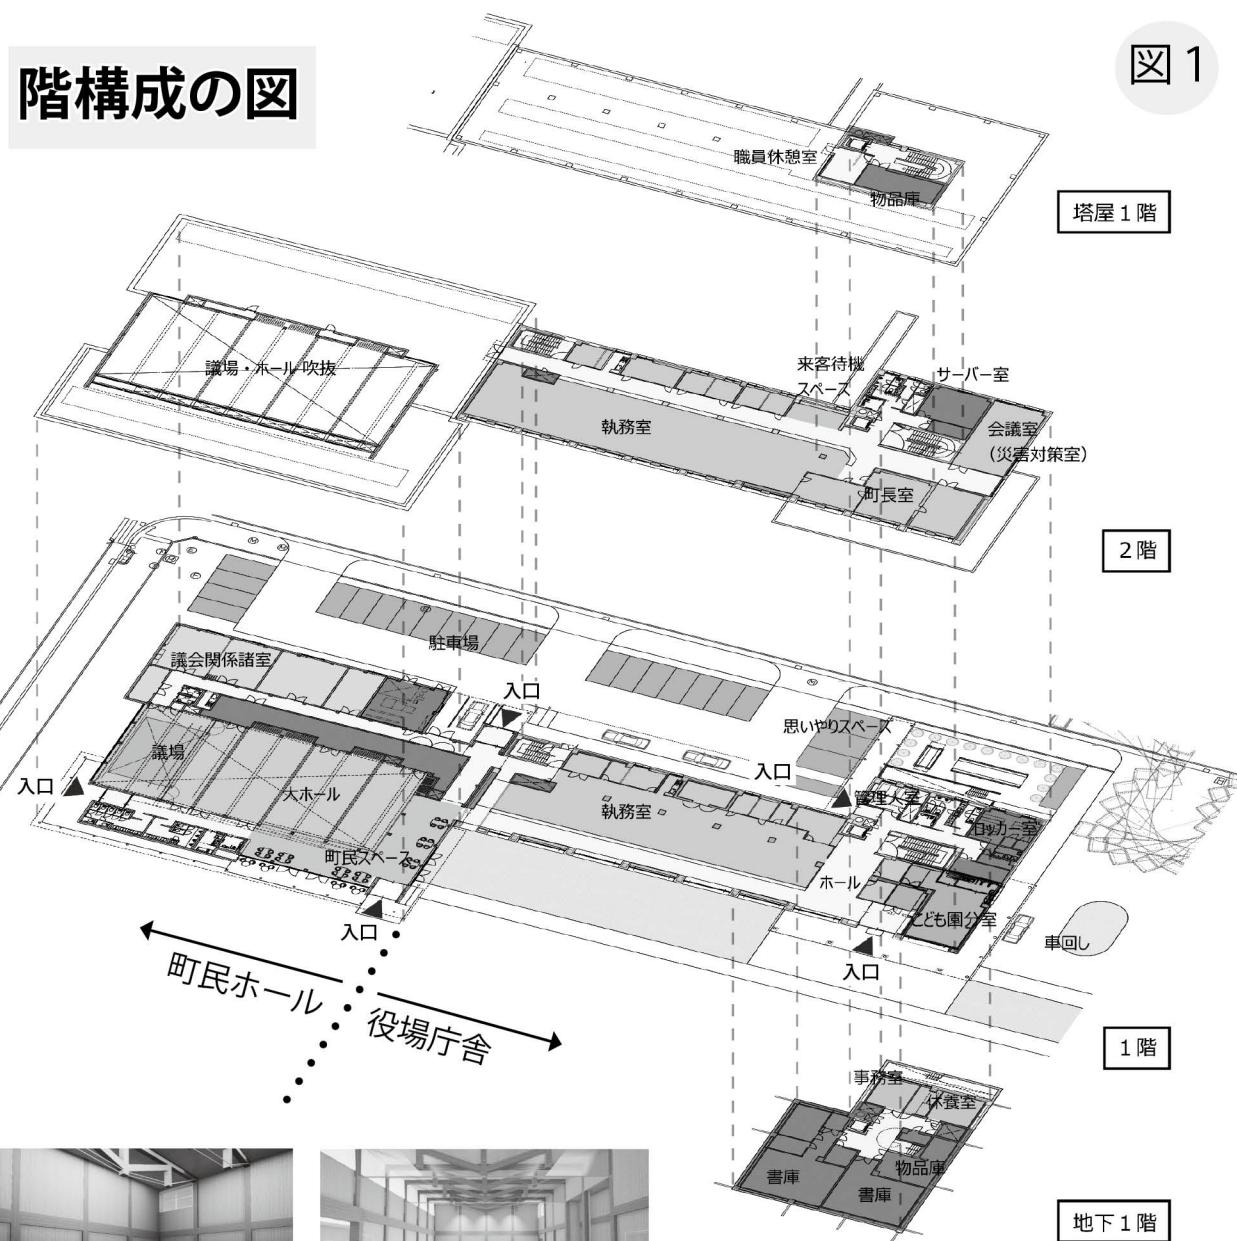 階構成の図
図1
職員休憩室
物品庫
塔屋1階
議場・ホール 吹抜
来客待機
スペース
サーバー室
執務室
会議室
（災害対策室）
町長室
2階
駐車場
議会関係諸室
入口
思いやりスペース
議場
入口
入口
大ホール
管理人室
執務室
ロッカー室
町民スペース
ホール
こども園分室
入口
入口
車回し
町民ホール
役場庁舎
1階
事務室
休養室
物品庫
書庫
書庫
地下1階